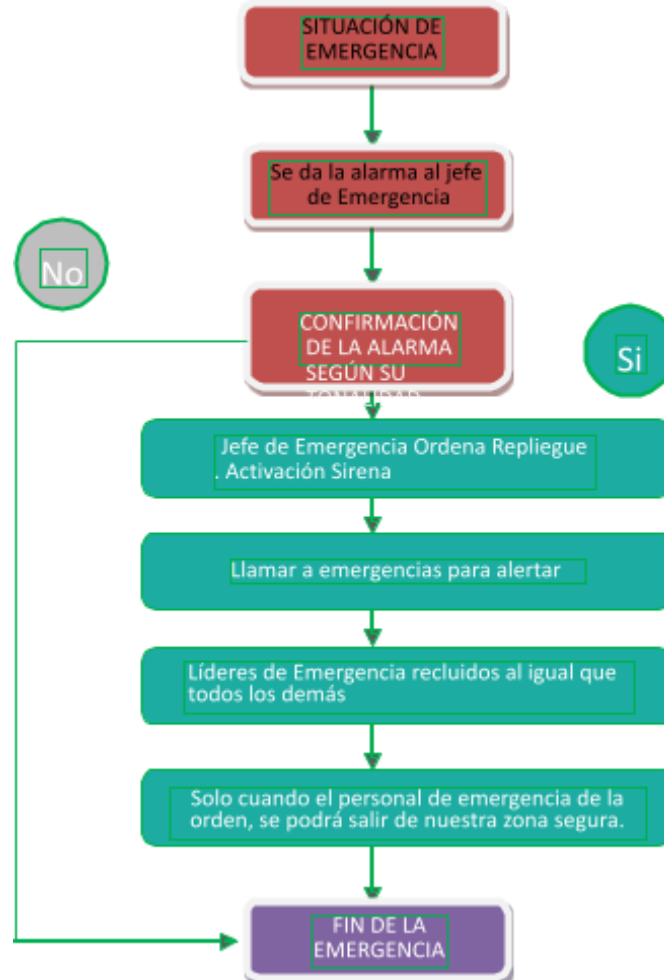 SITUACIÓN DE
EMERGENCIA
Se da la alarma al jefe
de Emergencia
No
CONFIRMACIÓN
DE LA ALARMA
SEGÚN SU
Si
Jefe de Emergencia Ordena Repliegue
. Activación Sirena
Llamar a emergencias para alertar
Líderes de Emergencia recluidos al igual que
todos los demás
Solo cuando el personal de emergencia de la
orden, se podrá salir de nuestra zona segura.
FIN DE LA
EMERGENCIA